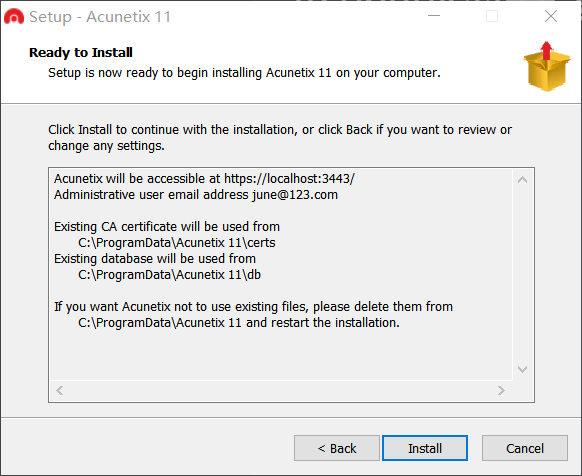 Setup - Acunetix 11
Ready to Install
Setup is now ready to begin installing Acunetix 11 on your computer.
Click Install to continue with the installation, or click Back if you want to review or
change any settings.
Acunetix will be accessible at https://localhost:3443/
Administrative user email address june@123.com
Existing CA certificate will be used from
C:\ProgramData\Acunetix 11\certs
Existing database will be used from
C:\ProgramData\Acunetix 11\db
If you want Acunetix not to use existing files, please delete them from
C:\ProgramData\Acunetix 11 and restart the installation.
< Back
Install
Cancel